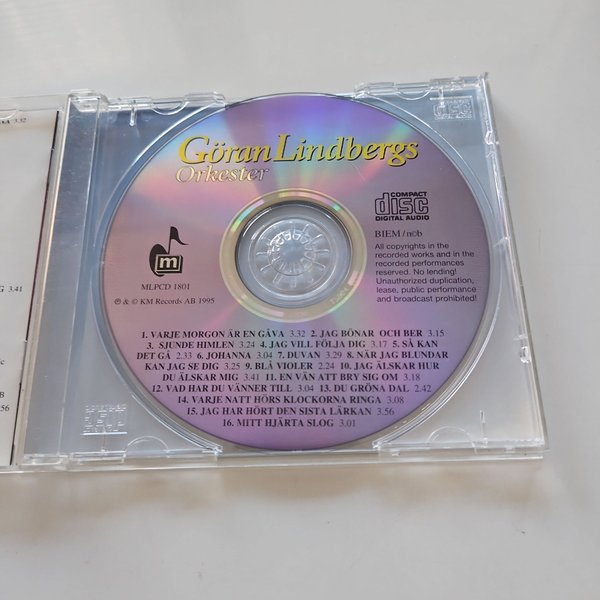 VA 3.32
Göran Lindbergs
Orkester
COMPACT
disc
DIGITAL AUDIO
m
MLPCD 1801
℗ & © KM Records AB 1995
BIEM / n©b
All copyrights in the
recorded works and in
the recorded performances
reserved. No lending!
Unauthorized duplication,
lease, public performance
and broadcast prohibited!
G 3.41
1. VARJE MORGON ÄR EN GÅVA 3.32 2. JAG BÖNAR OCH BER 3.15
3. SJUNDE HIMLEN 3.24 4. JAG VILL FÖLJA DIG 3.17 5. SÅ KAN
DET GÅ 2.33 6. JOHANNA 3.04 7. DUVAN 3.29 8. NÄR JAG BLUNDAR
KAN JAG SE DIG 3.25 9. BLÅ VIOLER 2.24 10. JAG ÄLSKAR HUR
DU ÄLSKAR MIG 3.41 11. EN VÄN ATT BRY SIG OM 3.18
12. VAD HAR DU VÄNNER TILL 3.04 13. DU GRÖNA DAL 2.42
14. VARJE NATT HÖRS KLOCKORNA RINGA 3.08
15. JAG HAR HÖRT DEN SISTA LÄRKAN 3.56
16. MITT HJÄRTA SLOG 3.01
B